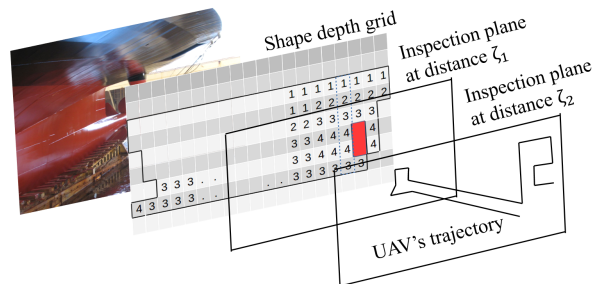 Shape depth grid
Inspection plane
at distance ζ1
Inspection plane
at distance ζ2
1 1 1 1 1 1 1 1
1 1 2 2 2 2 2 2
2 2 3 3 3 3 3
3 3 4 4 4 4
3 3 4 4 4 4
3 3 3 . . . . 3 3 3 3 3 3
4 3 3 3 3 . .
UAV's trajectory